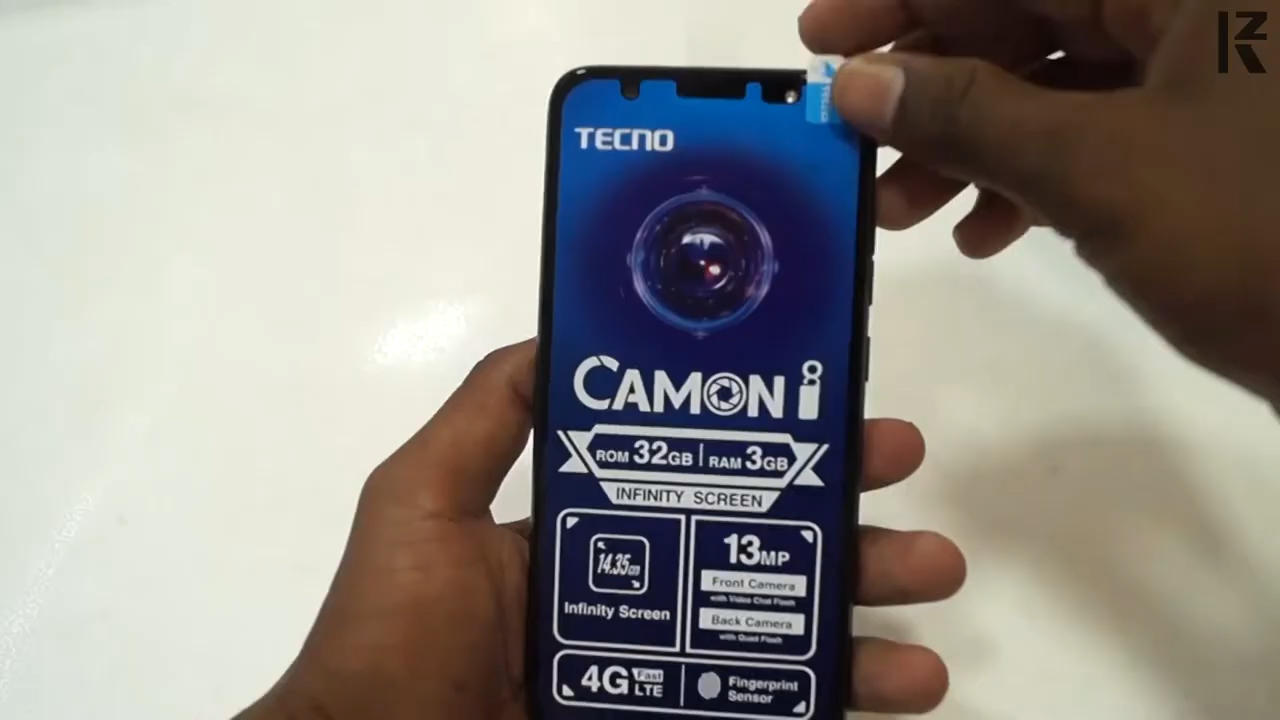 KZ
TECNO
CAMON i
ROM 32GB | RAM 3GB
INFINITY SCREEN
14.35cm
Infinity Screen
13MP
Front Camera
with Video Chat Flash
Back Camera
with Quad Flash
4G Fast LTE
Fingerprint
Sensor